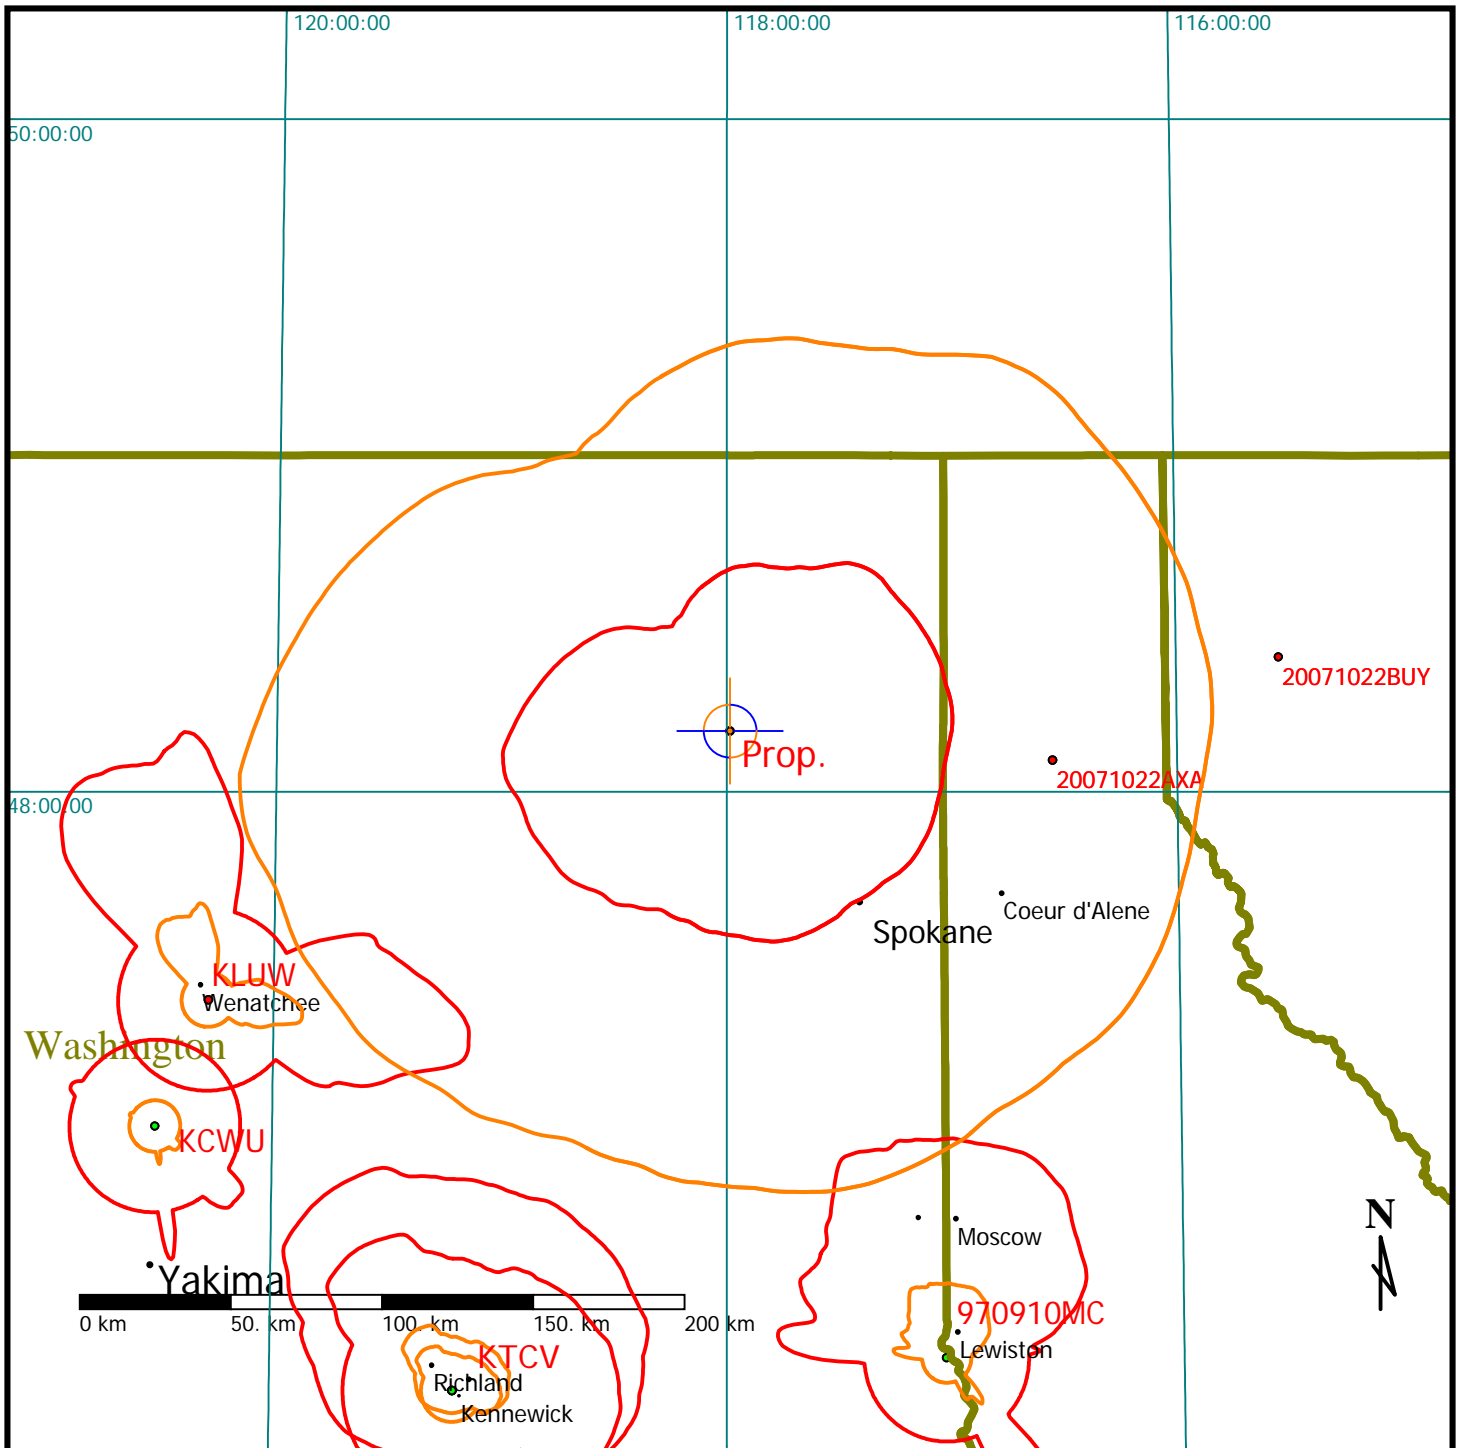 120:00:00
118:00:00
116:00:00
50:00:00
20071022BUY
Prop.
20071022AXA
48:00:00
Coeur d'Alene
Spokane
KLUW
Wenatchee
Washington
KCWU
N
Moscow
Yakima
0 km
50. km
100. km
150. km
200 km
970910MC
Lewiston
KTCV
Richland
Kennewick